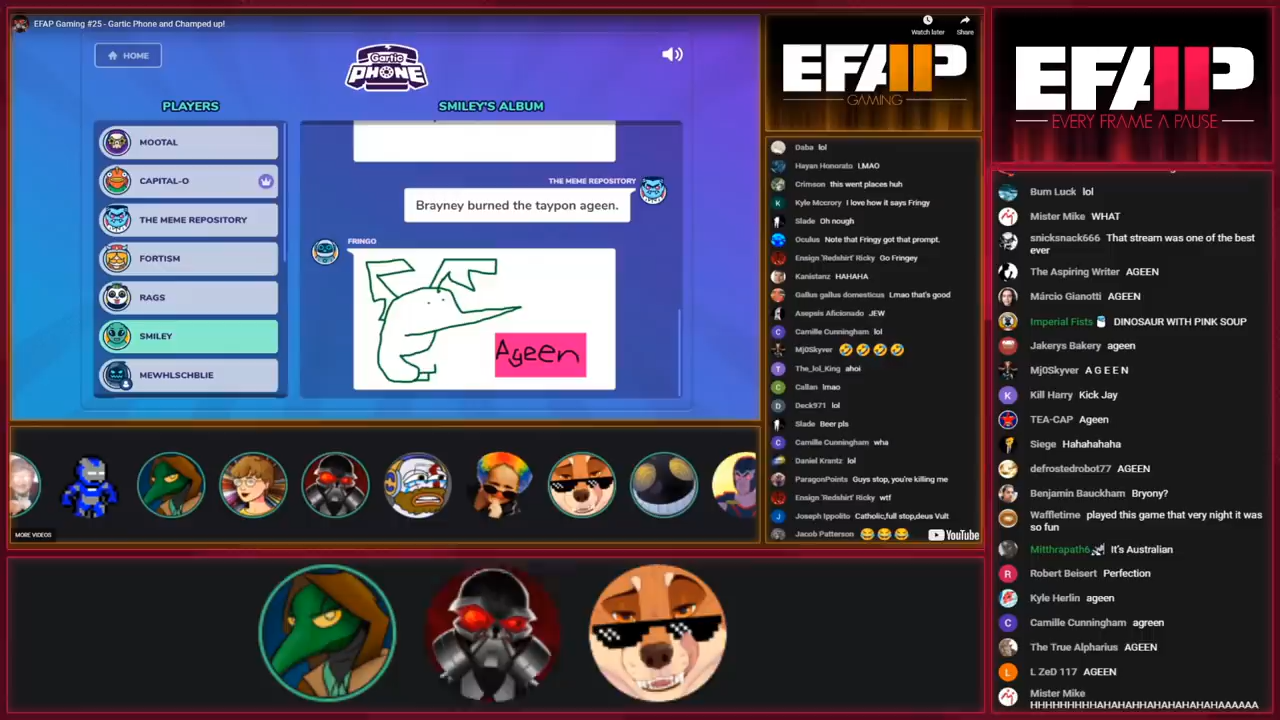 EFAP Gaming #25 - Gartic Phone and Champed up!
HOME
Gartic
PHONE
PLAYERS
MOOTAL
CAPITAL-O
THE MEME REPOSITORY
FORTISM
RAGS
SMILEY
MEWHLSCHBLIE
SMILEY'S ALBUM
THE MEME REPOSITORY
Brayney burned the taypon ageen.
FRINGO
Ageen
MORE VIDEOS
Watch later
Share
EFAP
GAMING
Daba lol
Hayan Honorato LMAO
Crimson this went places huh
Kyle Mccrory I love how it says Fringy
Slade Oh nough
Oculus Note that Fringy got that prompt.
Ensign 'Redshirt' Ricky Go Fringey
Kanistanz HAHAHA
Gallus gallus domesticus Lmao that's good
Asepsis Aficionado JEW
Camille Cunningham lol
Mj0Skyver 🤣🤣🤣🤣
The_lol_King ahoi
Callan lmao
Deck971 lol
Slade Beer pls
Camille Cunningham wha
Daniel Krantz lol
ParagonPoints Guys stop, you're killing me
Ensign 'Redshirt' Ricky wtf
Joseph Ippolito Catholic,full stop,deus Vult
Jacob Patterson 😂😂😂
YouTube
EFAP
EVERY FRAME A PAUSE
Bum Luck lol
Mister Mike WHAT
snicksnack666 That stream was one of the best
ever
The Aspiring Writer AGEEN
Márcio Gianotti AGEEN
Imperial Fists DINOSAUR WITH PINK SOUP
Jakerys Bakery ageen
Mj0Skyver A G E E N
Kill Harry Kick Jay
TEA-CAP Ageen
Siege Hahahahaha
defrostedrobot77 AGEEN
Benjamin Bauckham Bryony?
Waffletime played this game that very night it was
so fun
Mitthrapath6 It's Australian
Robert Beisert Perfection
Kyle Herlin ageen
Camille Cunningham agreen
The True Alpharius AGEEN
L ZeD 117 AGEEN
Mister Mike
HHHHHHHHHAHAHAHHAHAHAHAHAHAAAAAA